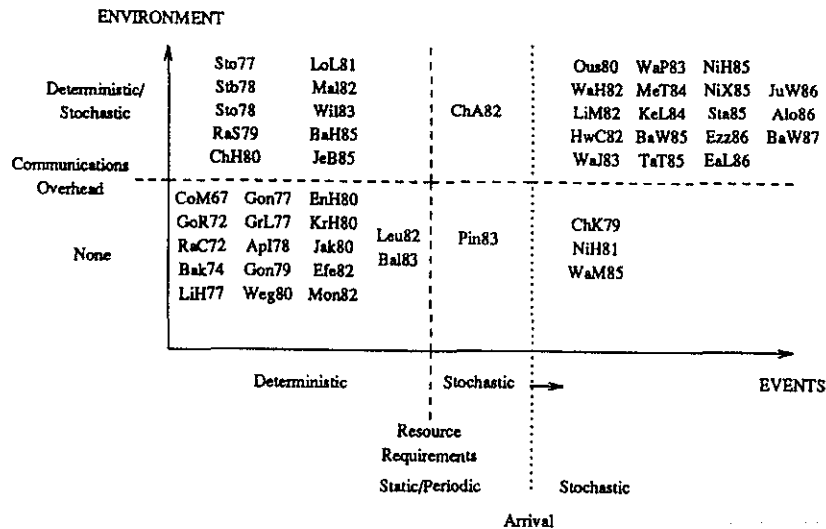 ENVIRONMENT
Sto77 LoL81 Ous80 WaP83 NiH85
Deterministic/ Stb78 Mal82 WaH82 MeT84 NiX85 JuW86
Stochastic Sto78 Wil83 ChA82 LiM82 KeL84 Sta85 Alo86
RaS79 BaH85 HwC82 BaW85 Ezz86 BaW87
Communications ChH80 JeB85 WaJ83 TaT85 EaL86
Overhead
CoM67 Gon77 EnH80
GoR72 GrL77 KrH80 Leu82 Pin83 ChK79
None RaC72 ApI78 Jak80 Bal83 NiH81
Bak74 Gon79 Efe82 WaM85
LiH77 Weg80 Mon82
Deterministic Stochastic EVENTS
Resource
Requirements
Static/Periodic Stochastic
Arrival